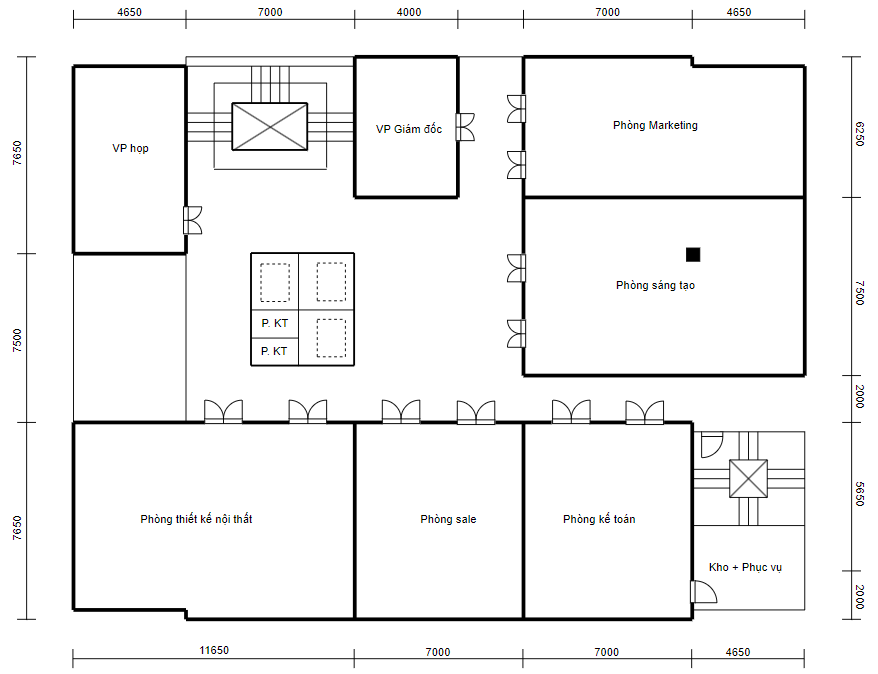 4650
7000
4000
7000
4650
7650
7500
7650
6250
7500
2000
5650
2000
VP họp
VP Giám đốc
Phòng Marketing
Phòng sáng tạo
P. KT
P. KT
Phòng thiết kế nội thất
Phòng sale
Phòng kế toán
Kho + Phục vụ
11650
7000
7000
4650